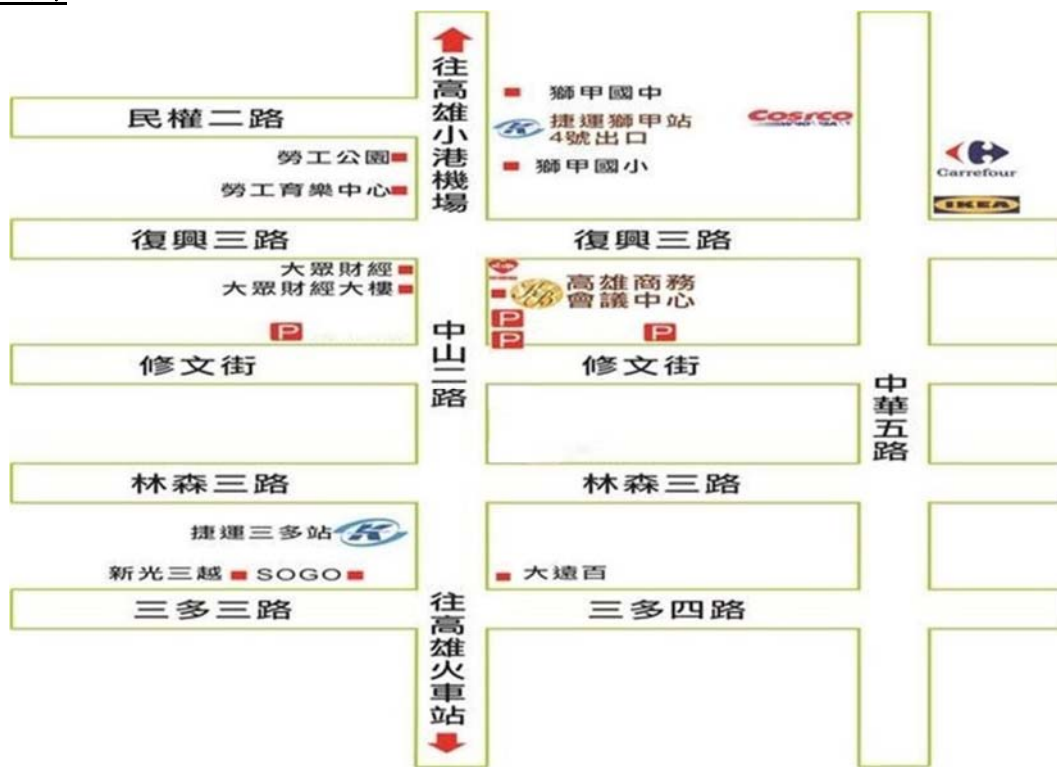 往高雄小港機場
獅甲國中
民權二路
捷運獅甲站
4號出口
COSTCO
勞工公園
獅甲國小
Carrefour
勞工育樂中心
IKEA
復興三路
復興三路
大眾財經
大眾財經大樓
高雄商務
會議中心
KB
P
P
P
P
中山二路
修文街
修文街
中華五路
林森三路
林森三路
捷運三多站
新光三越
SOGO
大遠百
三多三路
三多四路
往高雄火車站